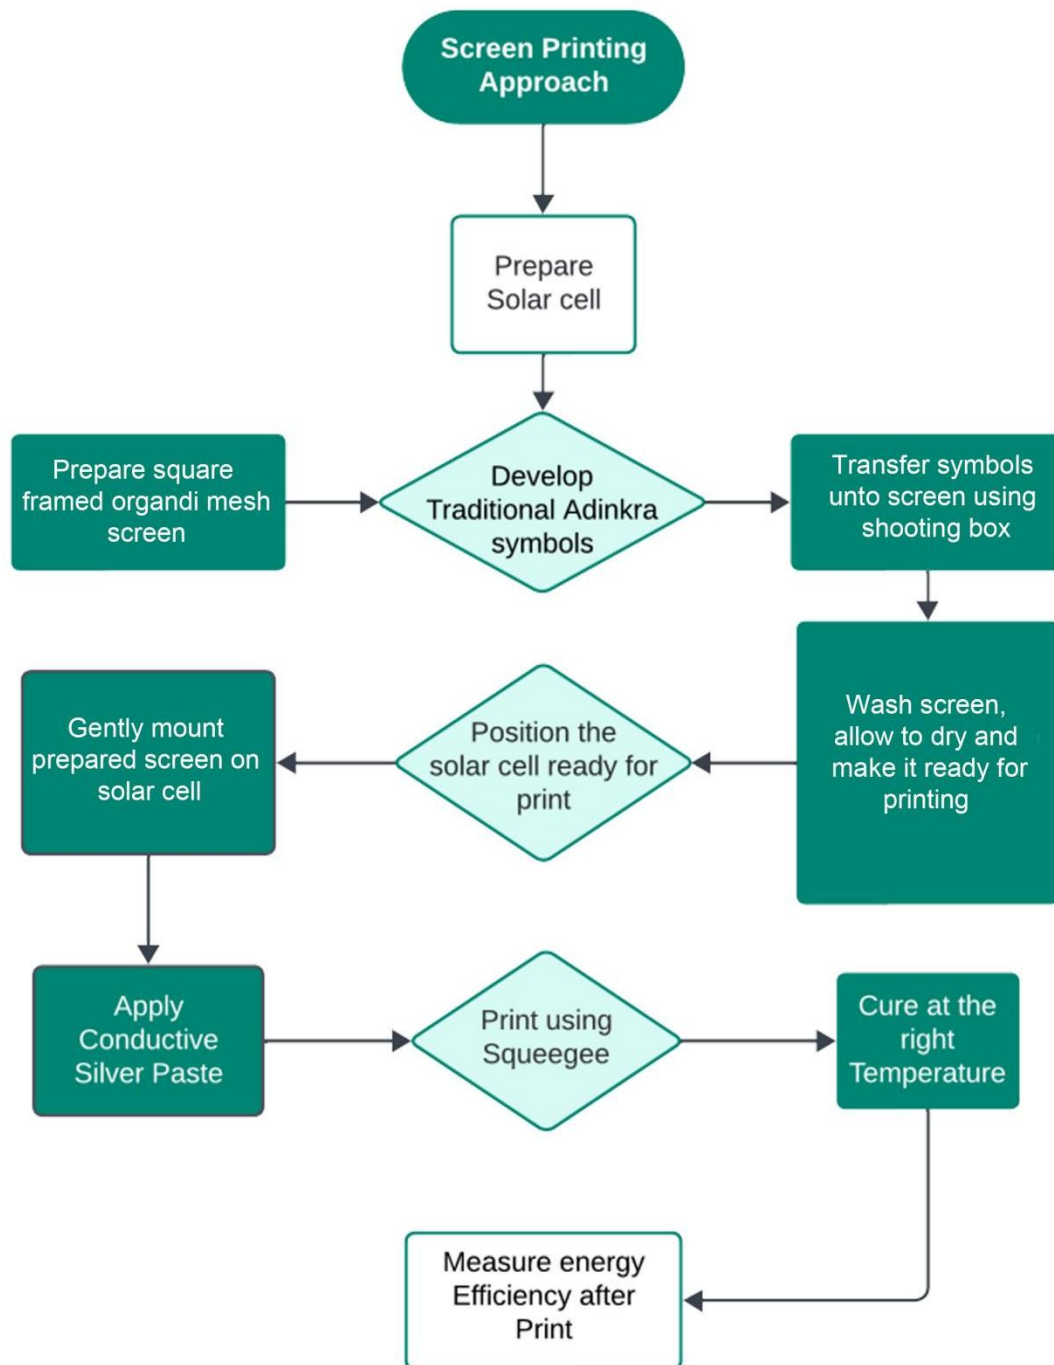 Screen Printing
Approach
Prepare
Solar cell
Prepare square
framed organdi mesh
screen
Develop
Traditional Adinkra
symbols
Transfer symbols
unto screen using
shooting box
Wash screen,
allow to dry and
make it ready for
printing
Position the
solar cell ready for
print
Gently mount
prepared screen on
solar cell
Apply
Conductive
Silver Paste
Print using
Squeegee
Cure at the
right
Temperature
Measure energy
Efficiency after
Print